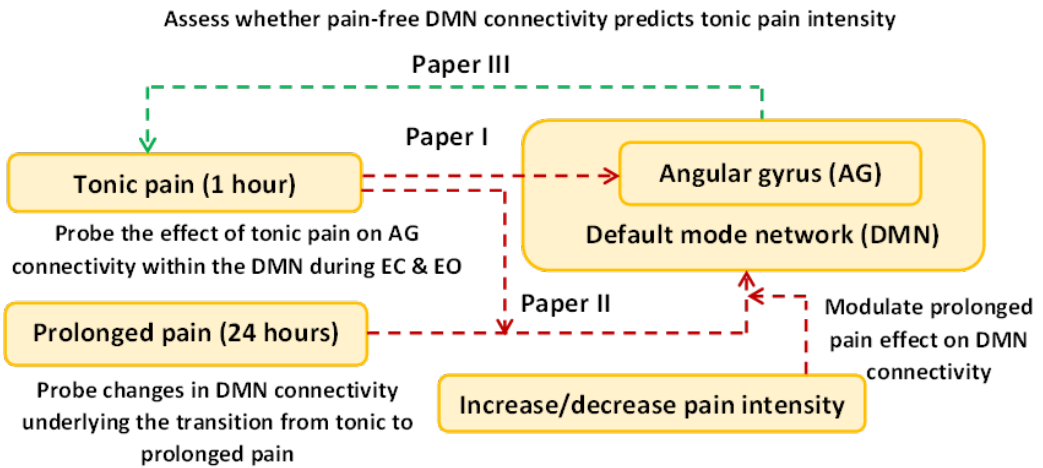 Assess whether pain-free DMN connectivity predicts tonic pain intensity
Paper III
Paper I
Tonic pain (1 hour)
Angular gyrus (AG)
Default mode network (DMN)
Probe the effect of tonic pain on AG
connectivity within the DMN during EC & EO
Paper II
Prolonged pain (24 hours)
Modulate prolonged
pain effect on DMN
connectivity
Probe changes in DMN connectivity
underlying the transition from tonic to
prolonged pain
Increase/decrease pain intensity